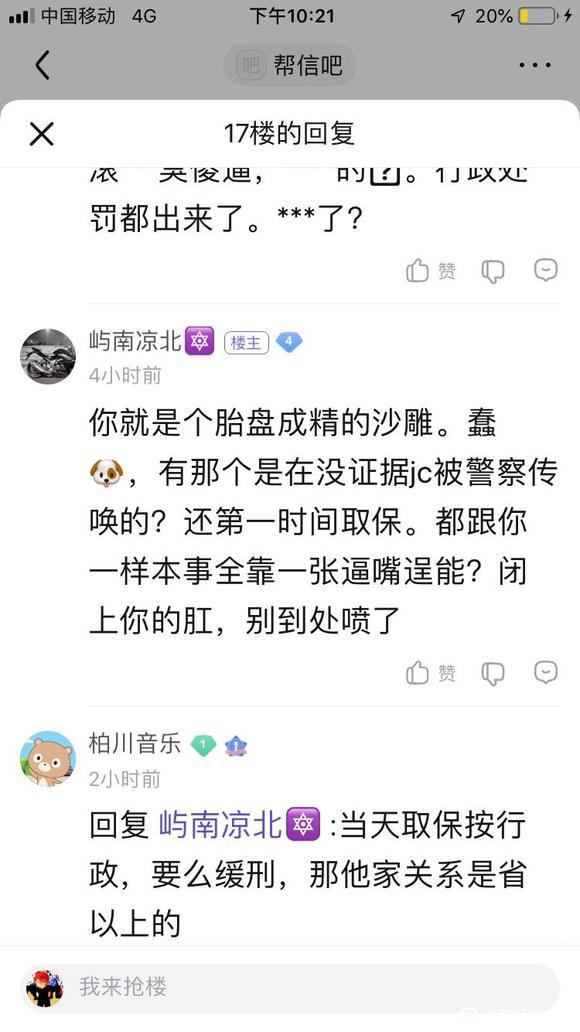 中国移动 4G 下午10:21 20%
吧 帮信吧
17楼的回复
滚 傻逼， 的?。行政处
罚都出来了。***了?
赞
屿南凉北 楼主 4
4小时前
你就是个胎盘成精的沙雕。蠢
，有那个是在没证据jc被警察传
唤的？还第一时间取保。都跟你
一样本事全靠一张逼嘴逞能？闭
上你的肛，别到处喷了
赞
柏川音乐 1 1
2小时前
回复 屿南凉北 :当天取保按行
政，要么缓刑，那他家关系是省
以上的
我来抢楼